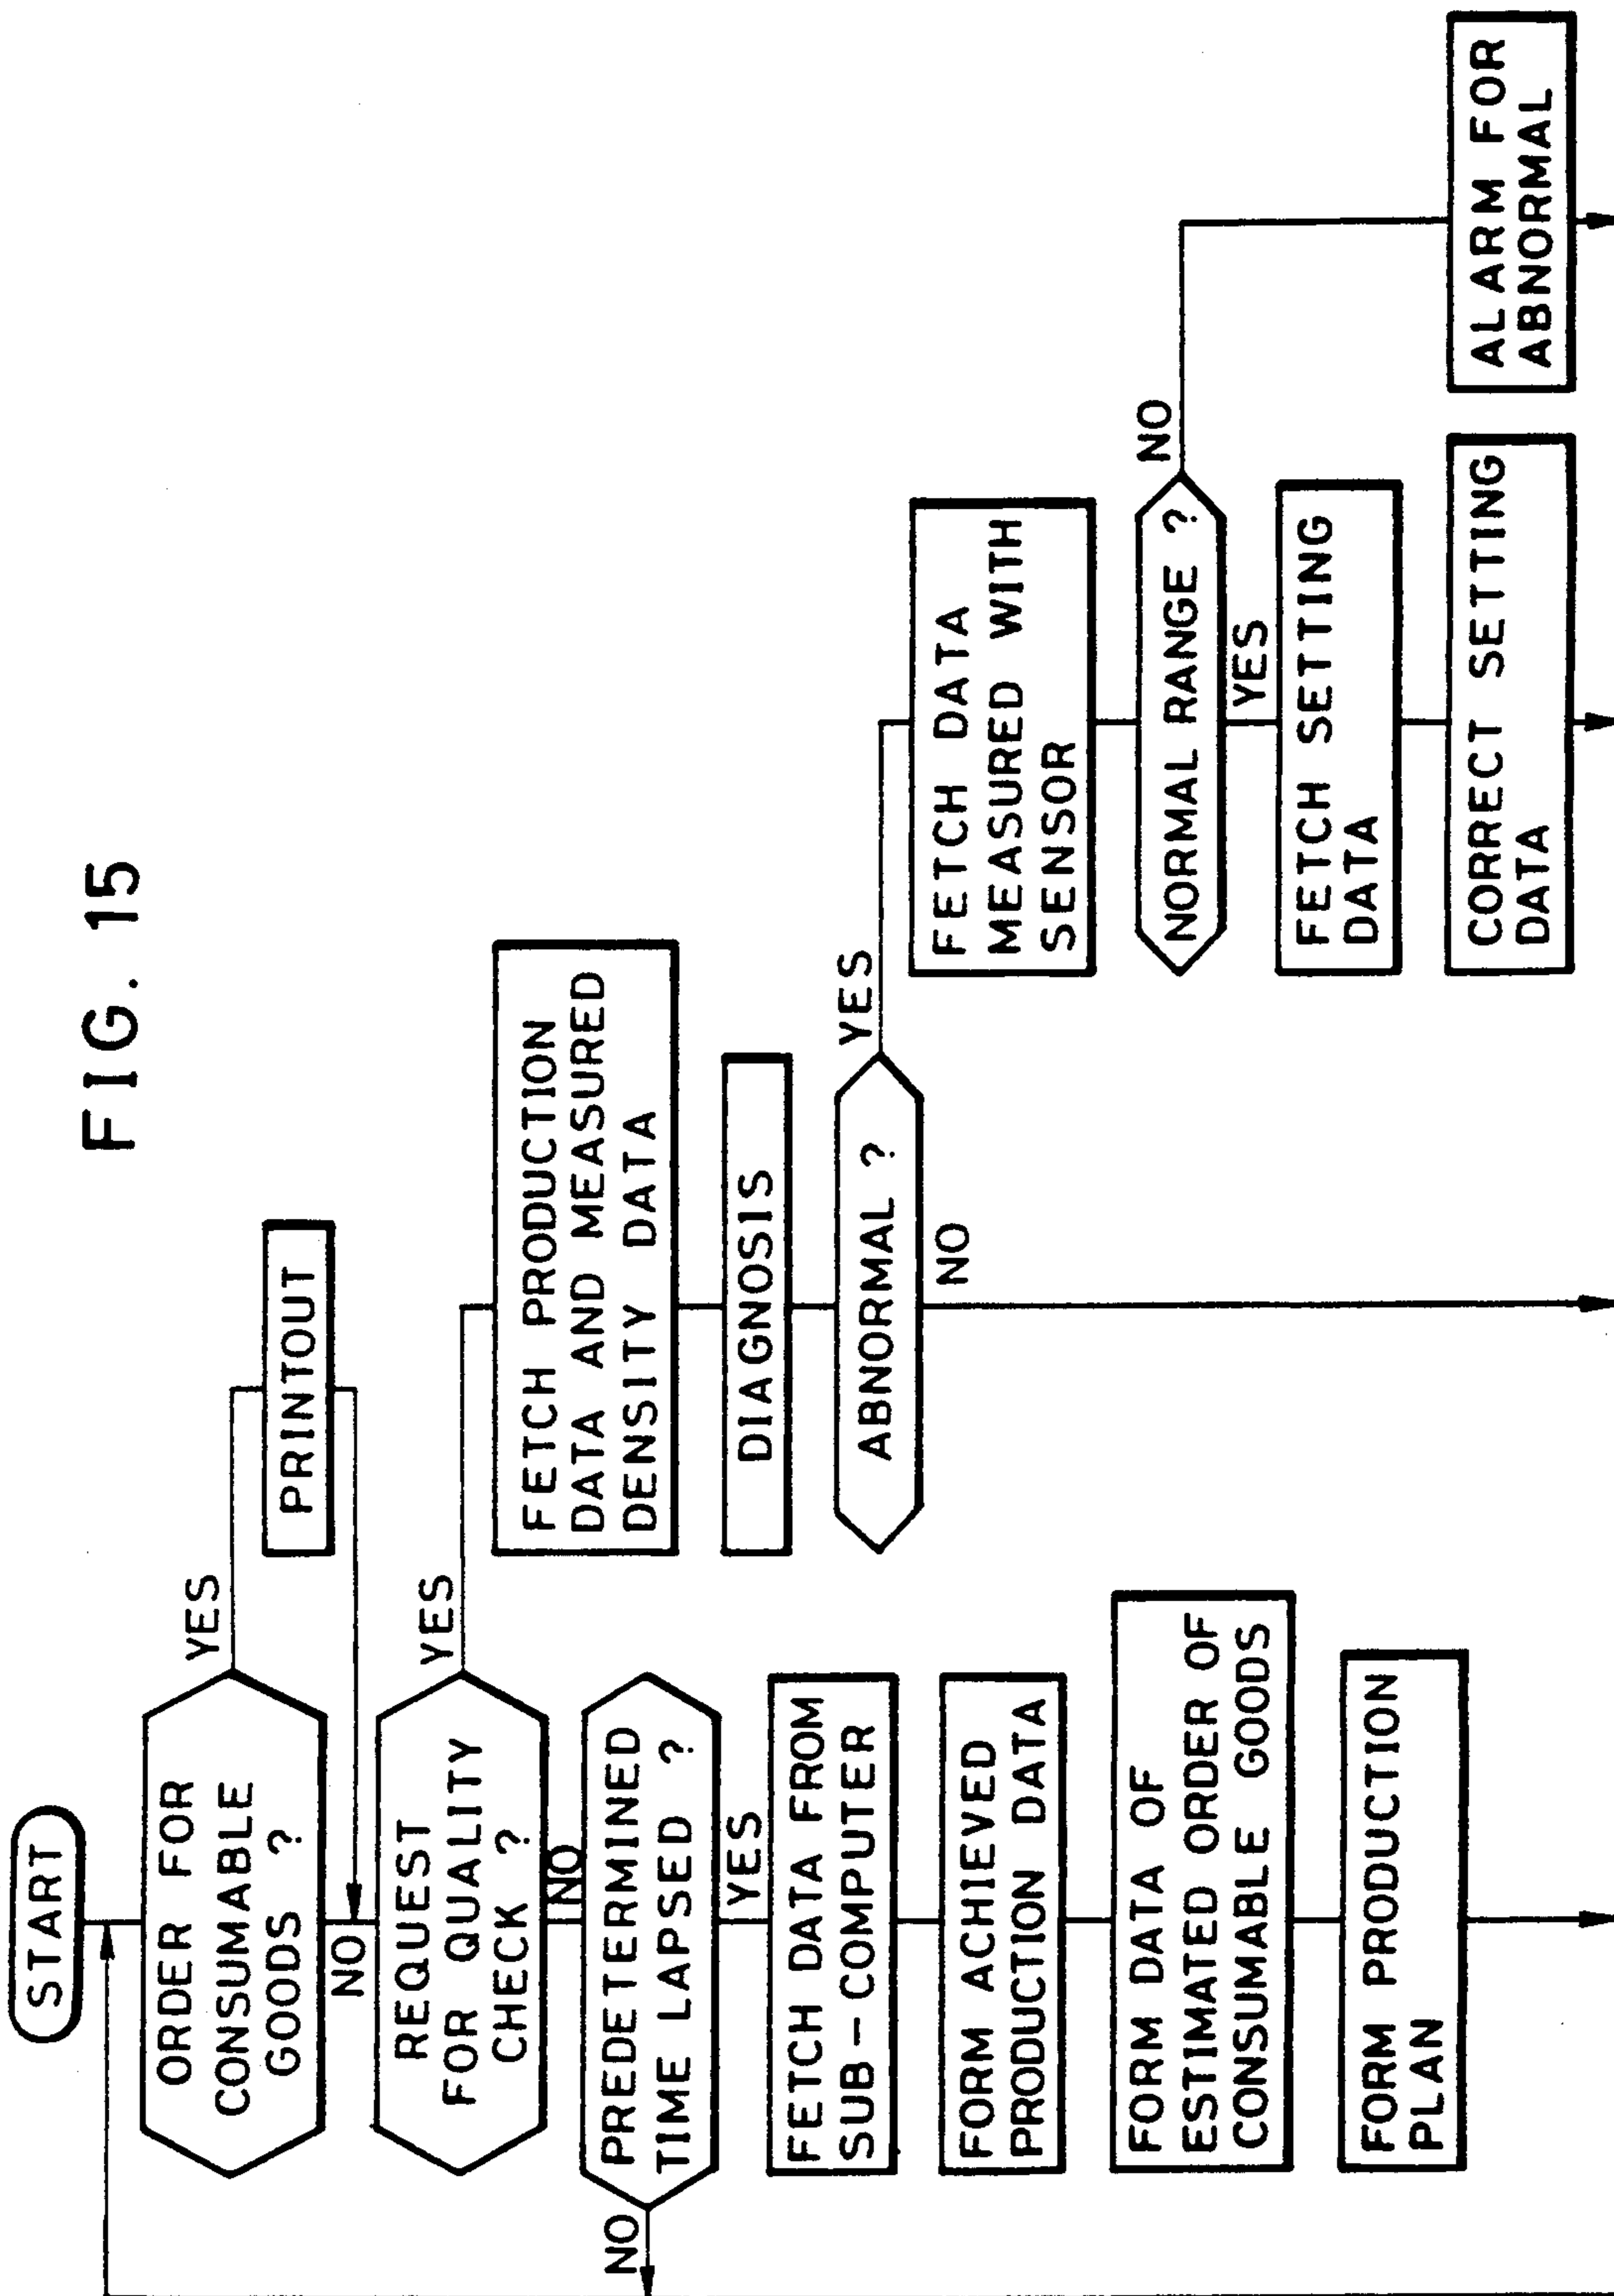 FIG. 15
START
ORDER FOR
CONSUMABLE
GOODS ?
YES
PRINTOUT
NO
REQUEST
FOR QUALITY
CHECK ?
YES
NO
PREDETERMINED
TIME LAPSED ?
NO
YES
FETCH DATA FROM
SUB-COMPUTER
FORM ACHIEVED
PRODUCTION DATA
FORM DATA OF
ESTIMATED ORDER OF
CONSUMABLE GOODS
FORM PRODUCTION
PLAN
FETCH PRODUCTION
DATA AND MEASURED
DENSITY DATA
DIAGNOSIS
ABNORMAL ?
YES
NO
FETCH DATA
MEASURED WITH
SENSOR
NORMAL RANGE ?
NO
YES
FETCH SETTING
DATA
CORRECT SETTING
DATA
ALARM FOR
ABNORMAL